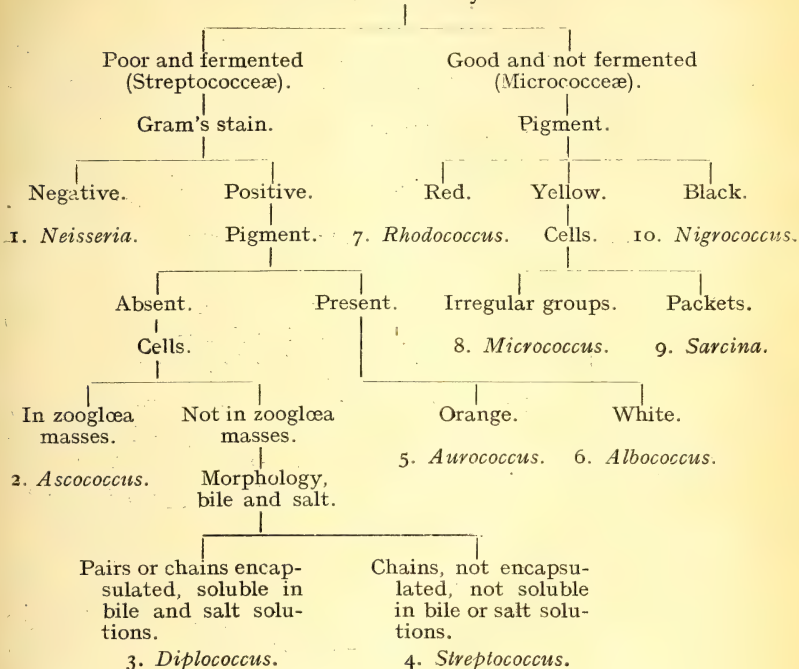 Poor and fermented
(Streptococceæ).
Good and not fermented
(Micrococceæ).
Gram's stain.
Pigment.
Negative.
Positive.
Red.
Yellow.
Black.
1. Neisseria.
Pigment.
7. Rhodococcus.
Cells.
10. Nigrococcus.
Absent.
Present.
Irregular groups.
Packets.
Cells.
8. Micrococcus.
9. Sarcina.
In zooglœa
masses.
Not in zooglœa
masses.
Orange.
White.
2. Ascococcus.
Morphology,
bile and salt.
5. Aurococcus.
6. Albococcus.
Pairs or chains encap-
sulated, soluble in
bile and salt solu-
tions.
Chains, not encapsu-
lated, not soluble
in bile or salt solu-
tions.
3. Diplococcus.
4. Streptococcus.